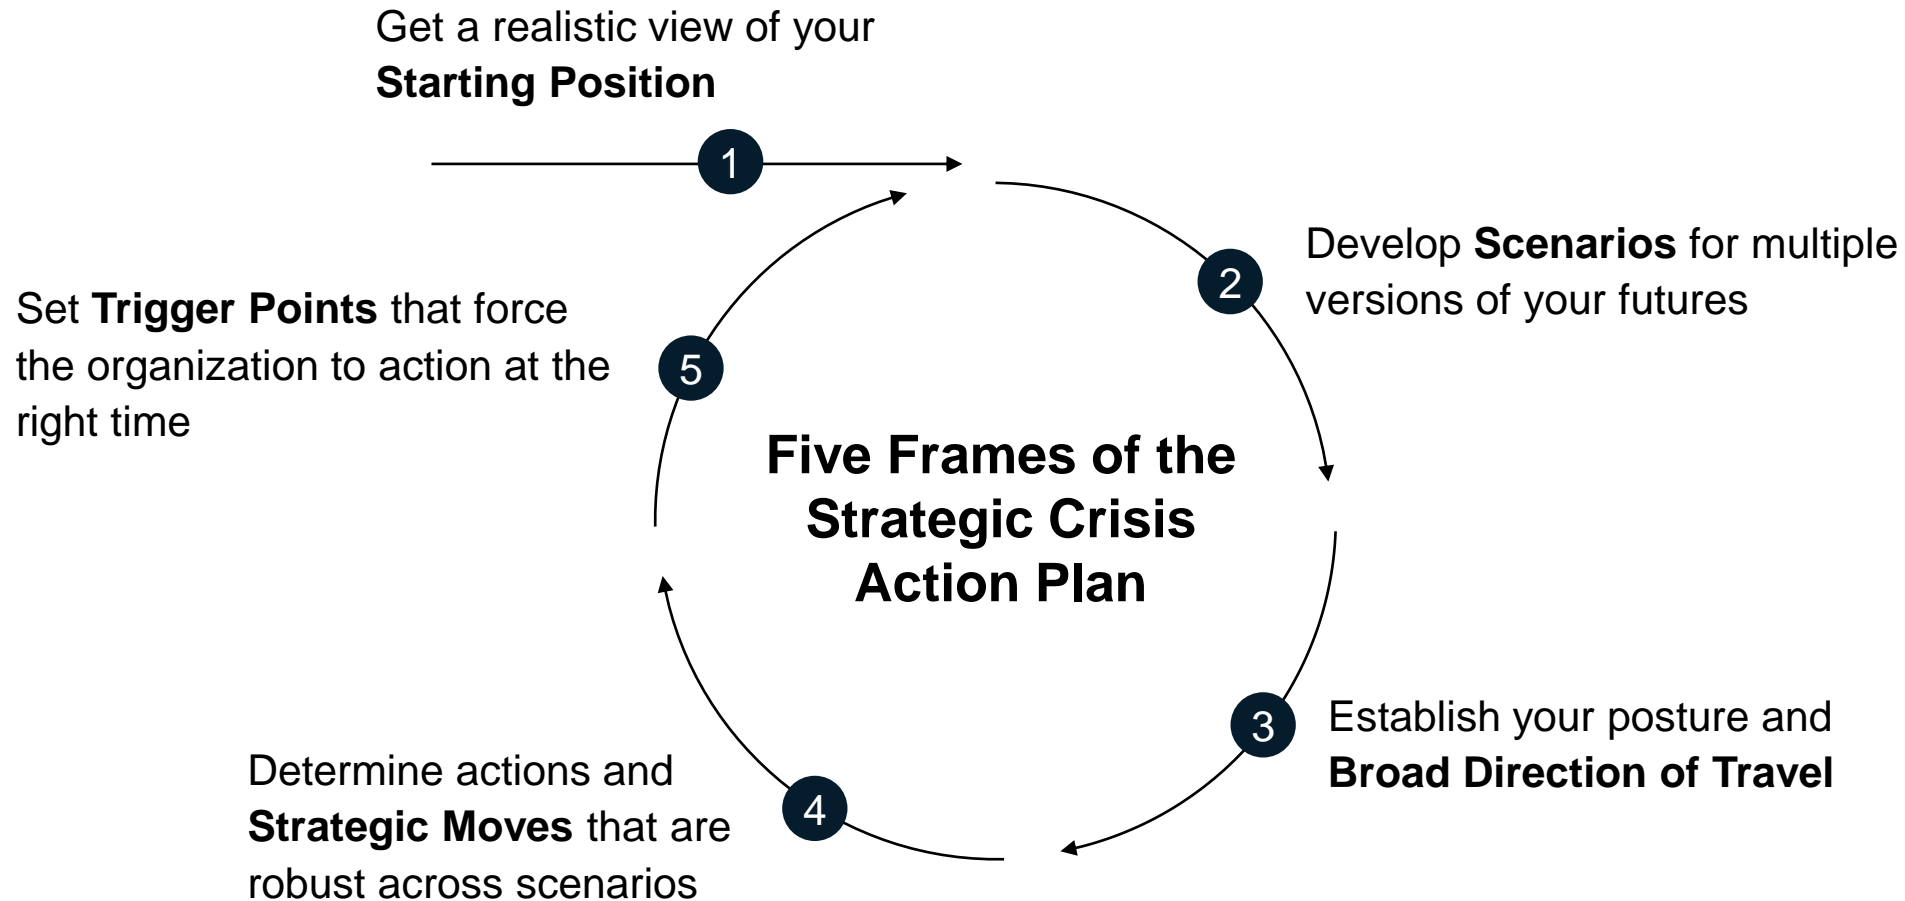 Get a realistic view of your
Starting Position
1
2
Develop Scenarios for multiple
versions of your futures
Set Trigger Points that force
the organization to action at the
right time
5
Five Frames of the
Strategic Crisis
Action Plan
3
Establish your posture and
Broad Direction of Travel
Determine actions and
Strategic Moves that are
robust across scenarios
4